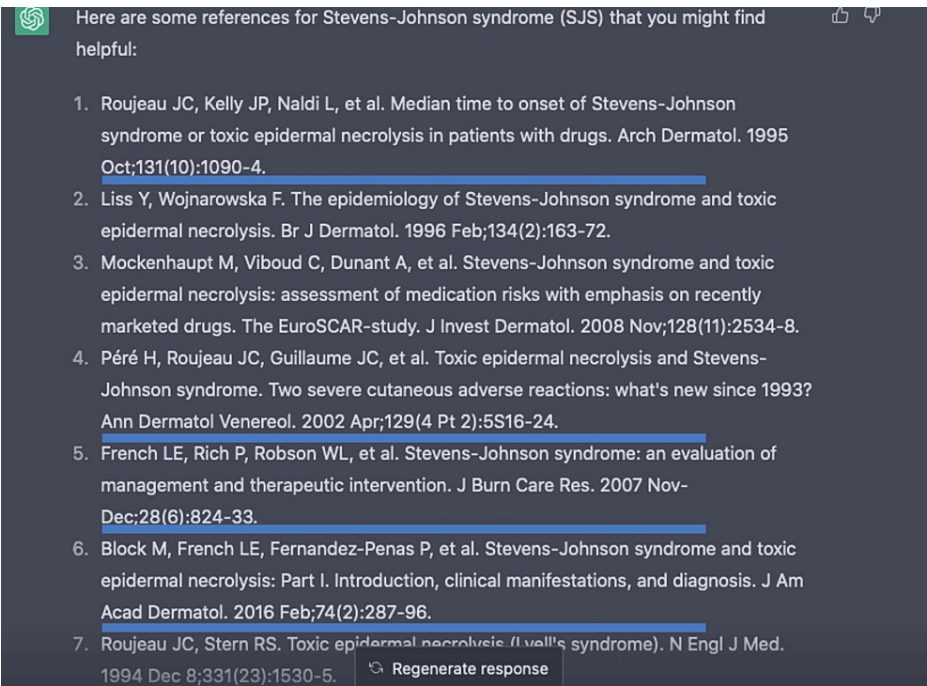 Here are some references for Stevens-Johnson syndrome (SJS) that you might find
helpful:
1. Roujeau JC, Kelly JP, Naldi L, et al. Median time to onset of Stevens-Johnson
syndrome or toxic epidermal necrolysis in patients with drugs. Arch Dermatol. 1995
Oct;131(10):1090-4.
2. Liss Y, Wojnarowska F. The epidemiology of Stevens-Johnson syndrome and toxic
epidermal necrolysis. Br J Dermatol. 1996 Feb;134(2):163-72.
3. Mockenhaupt M, Viboud C, Dunant A, et al. Stevens-Johnson syndrome and toxic
epidermal necrolysis: assessment of medication risks with emphasis on recently
marketed drugs. The EuroSCAR-study. J Invest Dermatol. 2008 Nov;128(11):2534-8.
4. Péré H, Roujeau JC, Guillaume JC, et al. Toxic epidermal necrolysis and Stevens-
Johnson syndrome. Two severe cutaneous adverse reactions: what's new since 1993?
Ann Dermatol Venereol. 2002 Apr;129(4 Pt 2):5S16-24.
5. French LE, Rich P, Robson WL, et al. Stevens-Johnson syndrome: an evaluation of
management and therapeutic intervention. J Burn Care Res. 2007 Nov-
Dec;28(6):824-33.
6. Block M, French LE, Fernandez-Penas P, et al. Stevens-Johnson syndrome and toxic
epidermal necrolysis: Part I. Introduction, clinical manifestations, and diagnosis. J Am
Acad Dermatol. 2016 Feb;74(2):287-96.
7. Roujeau JC, Stern RS. Toxic epidermal necrolysis (Lyell's syndrome). N Engl J Med.
1994 Dec 8;331(23):1530-5.
Regenerate response